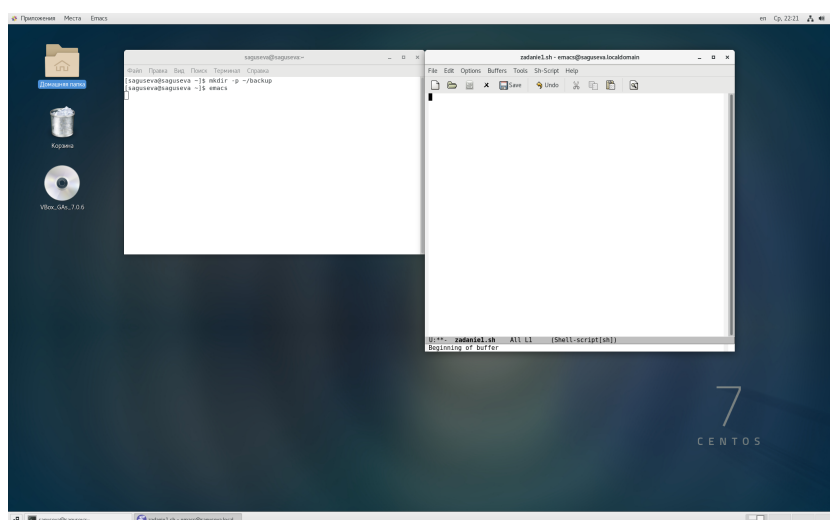 Приложения Места Emacs en Ср, 22:21
Домашняя папка
Корзина
VBox_GAs_7.0.6
saguseva@saguseva:~
Файл Правка Вид Поиск Терминал Справка
[saguseva@saguseva ~]$ mkdir -p ~/backup
[saguseva@saguseva ~]$ emacs
zadanie1.sh - emacs@saguseva.localdomain
File Edit Options Buffers Tools Sh-Script Help
Save Undo
U:**- zadanie1.sh All L1 (Shell-script[sh])
Beginning of buffer
7
CENTOS